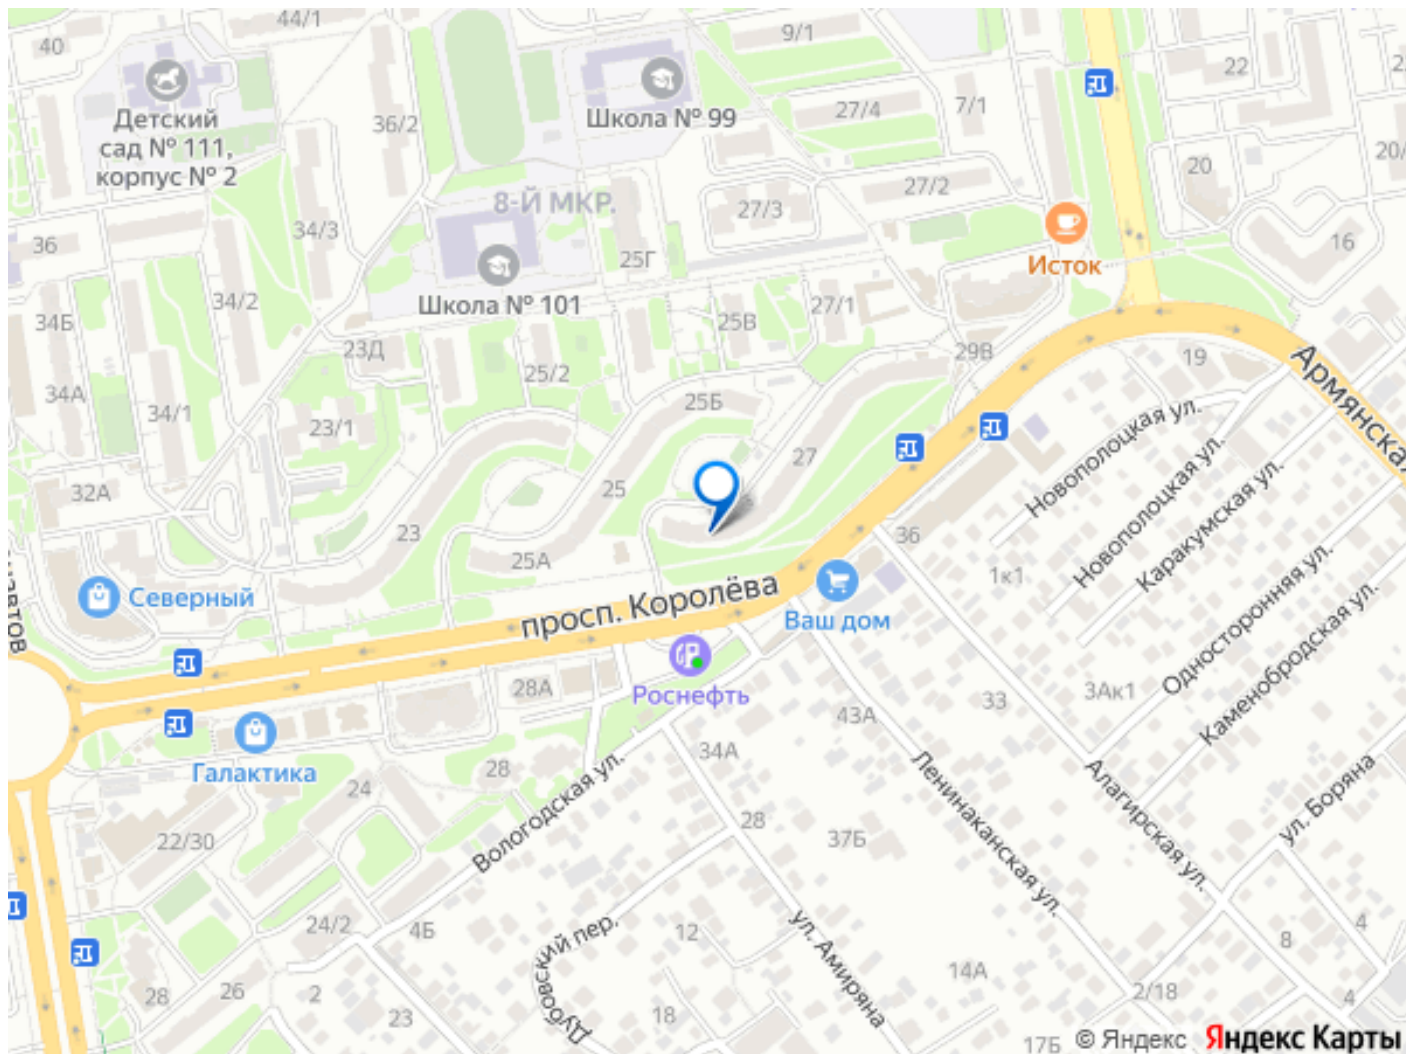 44/1
40
9/1
22
Детский
сад № 111,
корпус № 2
36/2
Школа № 99
27/4
7/1
20
20/
8-Й МКР.
27/2
27/3
34/3
36
16
25Г
Исток
Школа № 101
34/2
34Б
25В
27/1
23Д
29В
19
Армянская
25/2
34А
34/1
25Б
23/1
Новополоцкая ул.
Новополоцкая ул.
Каракумская ул.
27
32А
25
23
36
25А
1к1
Односторонняя ул.
Каменобродская ул.
Северный
просп. Королёва
Ваш дом
28А
Роснефть
3Ак1
33
43А
34А
Галактика
28
24
Вологодская ул.
Ленинаканская ул.
Алагирская ул.
ул. Боряна
22/30
28
37Б
24/2
4Б
Дубовский пер.
12
ул. Амиряна
4
8
14А
28
26
2
2/18
4
23
18
17Б
© Яндекс
Яндекс Карты